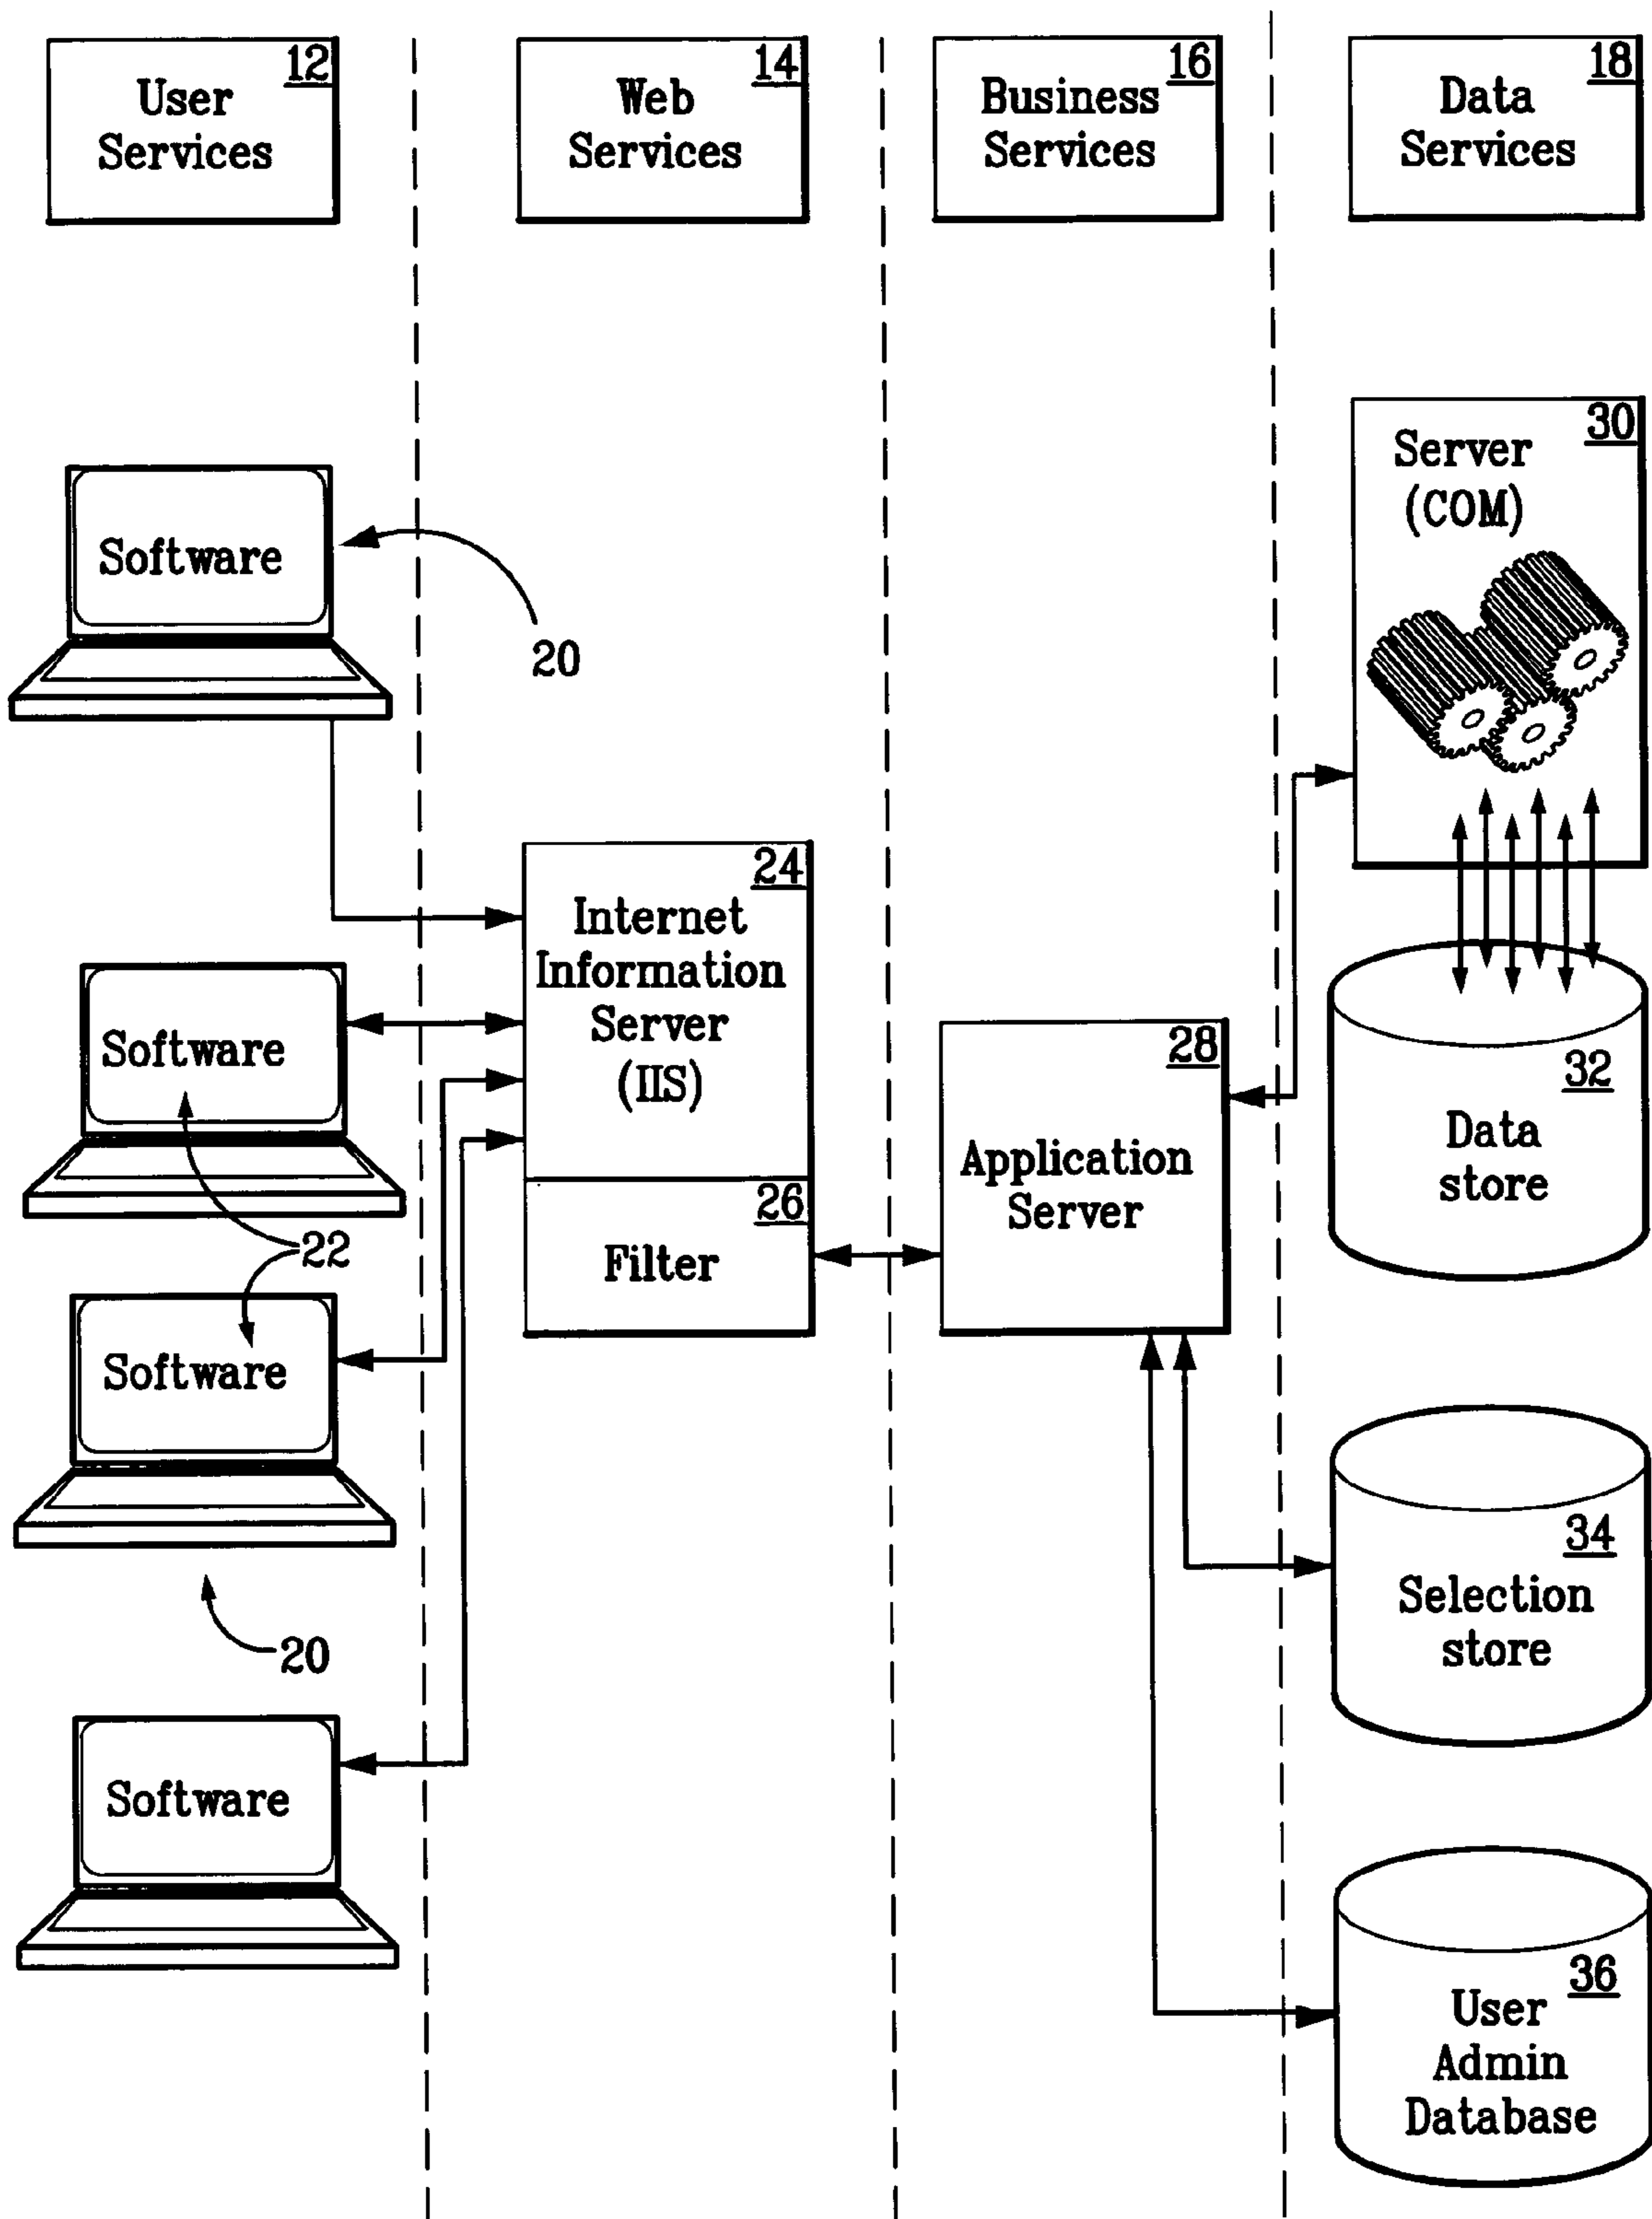 12
User
Services
14
Web
Services
16
Business
Services
18
Data
Services
30
Server
(COM)
Software
20
24
Internet
Information
Server
(IIS)
Software
28
Application
Server
32
Data
store
26
Filter
22
Software
34
Selection
store
20
Software
36
User
Admin
Database